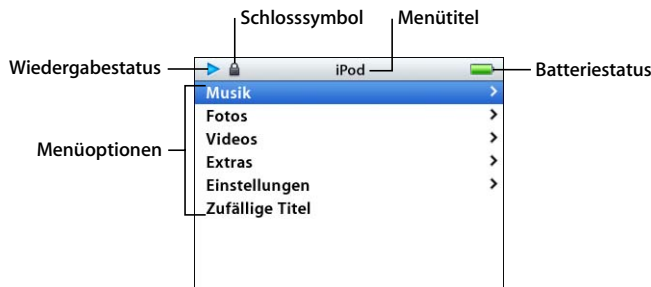 Schlosssymbol
Menütitel
Wiedergabestatus
iPod
Batteriestatus
Menüoptionen
Musik
Fotos
Videos
Extras
Einstellungen
Zufällige Titel